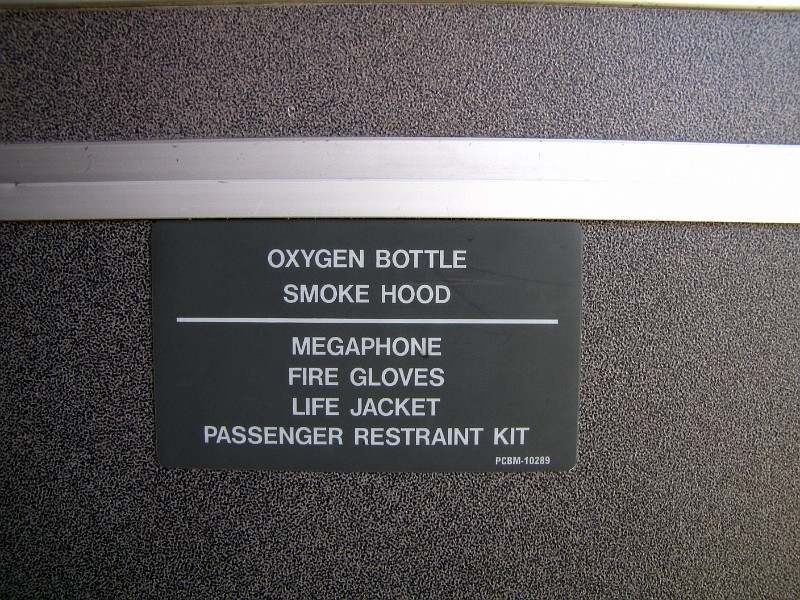 OXYGEN BOTTLE
SMOKE HOOD
MEGAPHONE
FIRE GLOVES
LIFE JACKET
PASSENGER RESTRAINT KIT
PCBM-10289